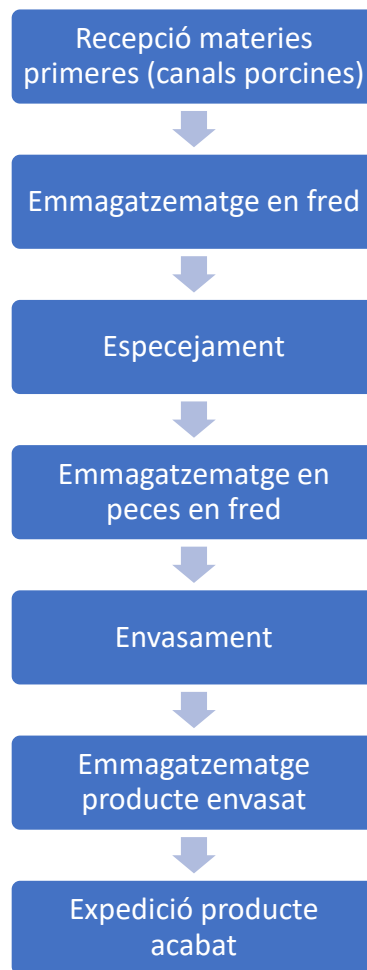 Recepció materies
primeres (canals porcines)
Emmagatzematge en fred
Especejament
Emmagatzematge en
peces en fred
Envasament
Emmagatzematge
producte envasat
Expedició producte
acabat